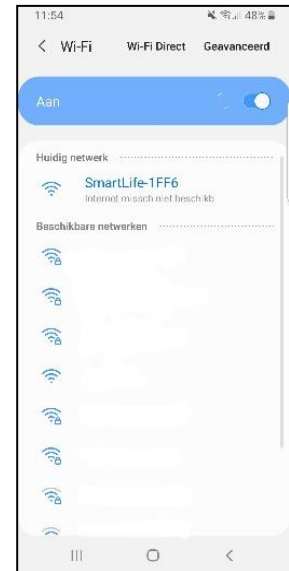 11:54 48%
Wi-Fi Wi-Fi Direct Geavanceerd
Aan
Huidig netwerk
SmartLife-1FF6
Internet missch niet beschikb.
Beschikbare netwerken